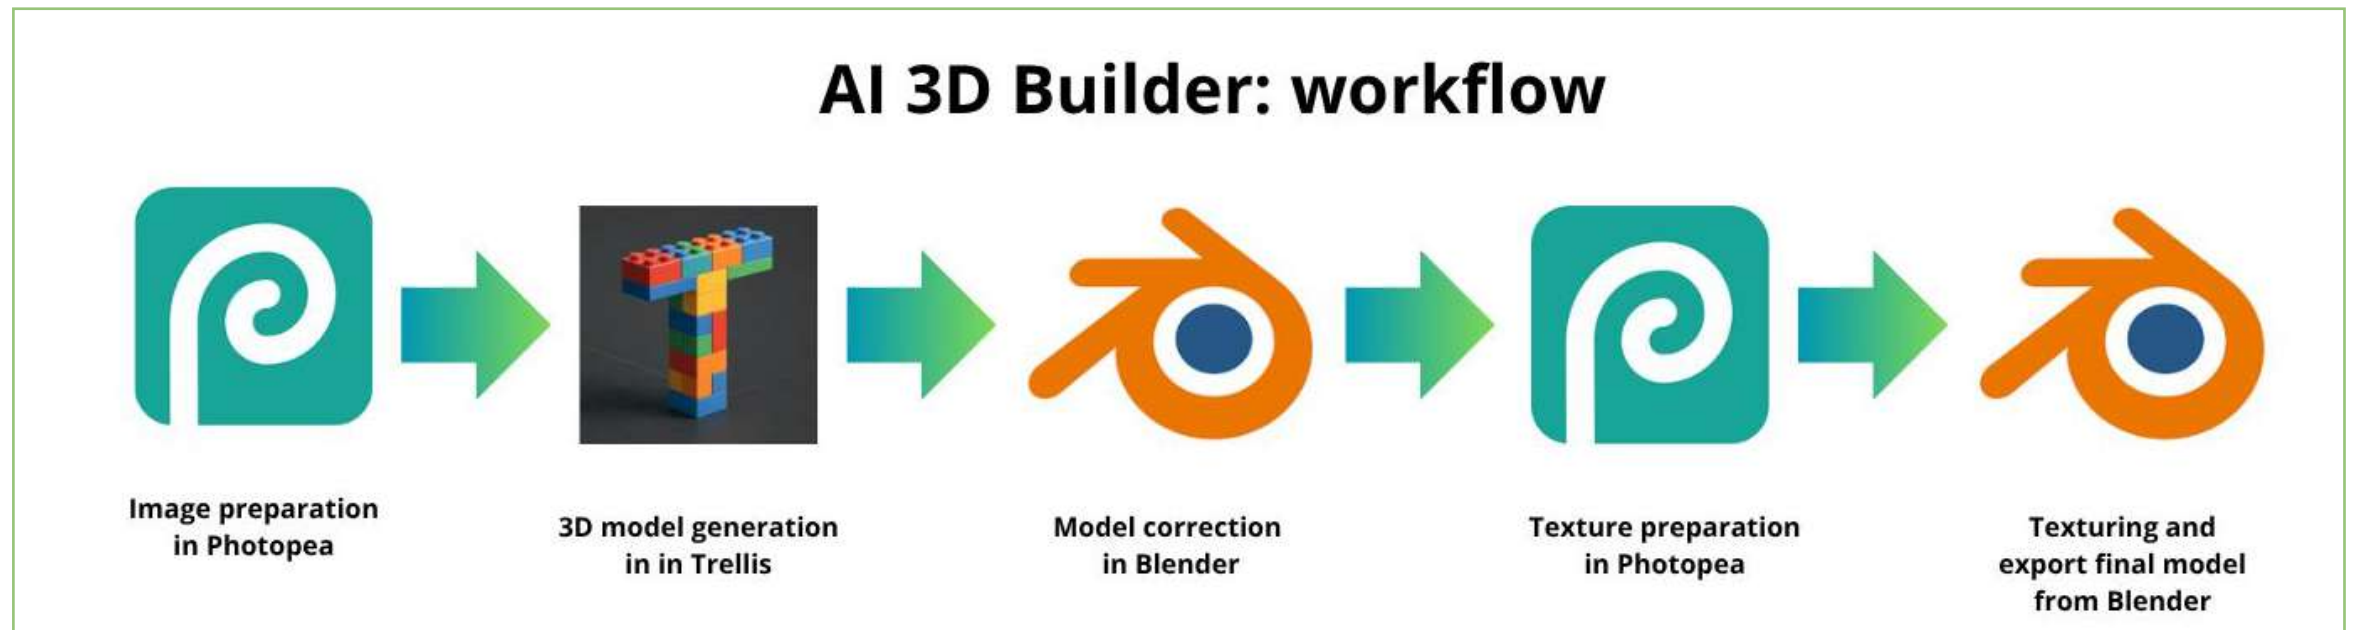 AI 3D Builder: workflow
Image preparation
in Photopea
3D model generation
in in Trellis
Model correction
in Blender
Texture preparation
in Photopea
Texturing and
export final model
from Blender